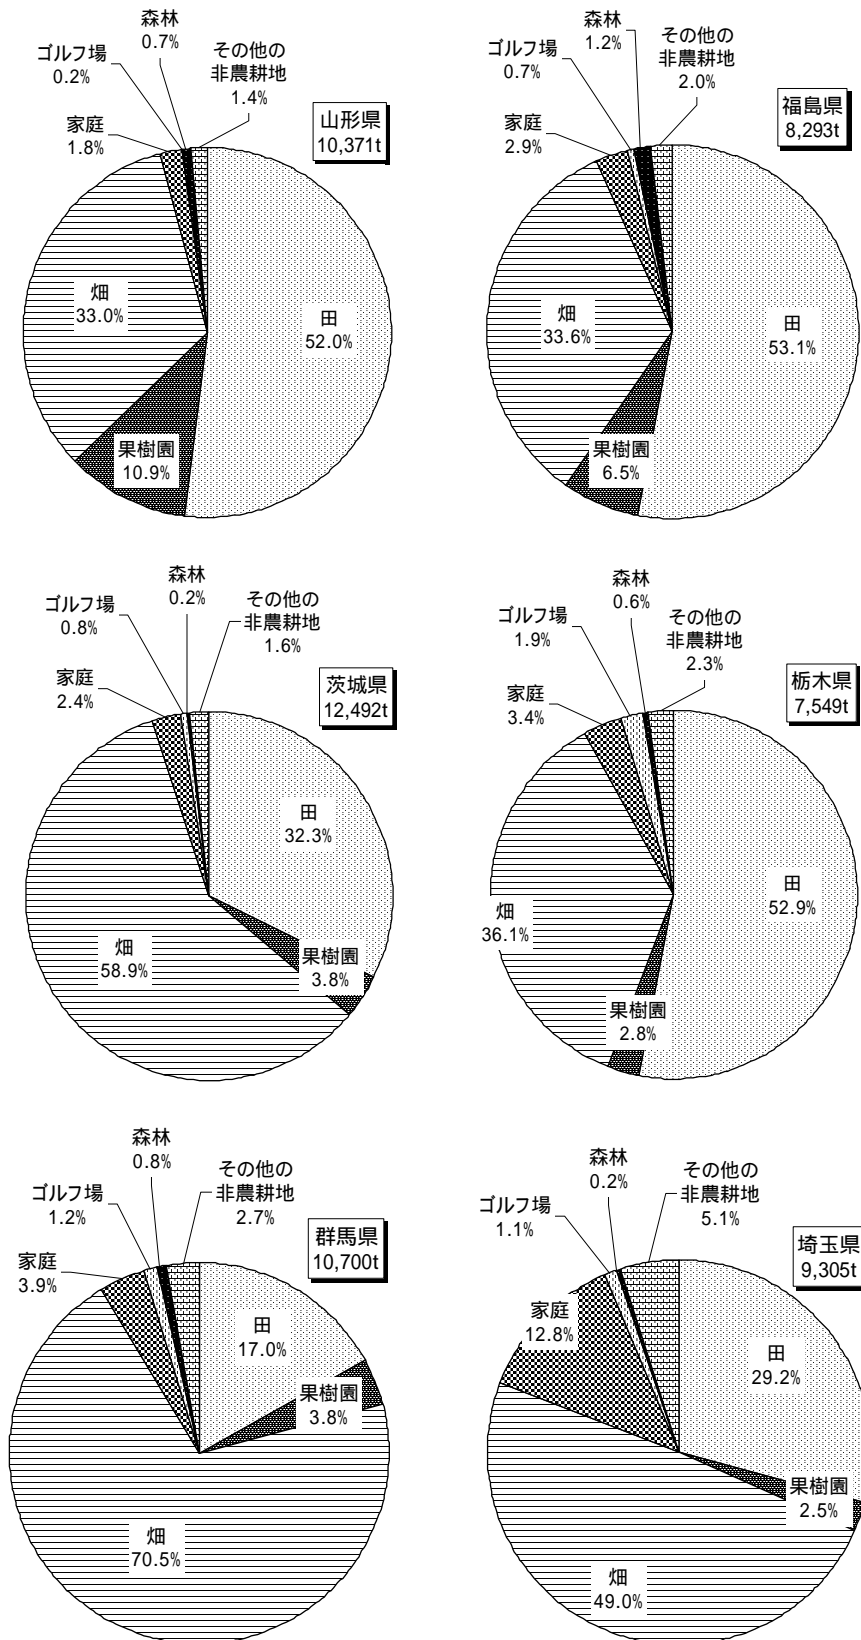 山形県
10,371t
森林
0.7%
ゴルフ場
0.2%
その他の
非農耕地
1.4%
家庭
1.8%
畑
33.0%
田
52.0%
果樹園
10.9%
福島県
8,293t
森林
1.2%
ゴルフ場
0.7%
その他の
非農耕地
2.0%
家庭
2.9%
畑
33.6%
田
53.1%
果樹園
6.5%
茨城県
12,492t
森林
0.2%
ゴルフ場
0.8%
その他の
非農耕地
1.6%
家庭
2.4%
田
32.3%
畑
58.9%
果樹園
3.8%
栃木県
7,549t
森林
0.6%
ゴルフ場
1.9%
その他の
非農耕地
2.3%
家庭
3.4%
田
52.9%
畑
36.1%
果樹園
2.8%
群馬県
10,700t
森林
0.8%
ゴルフ場
1.2%
その他の
非農耕地
2.7%
家庭
3.9%
田
17.0%
果樹園
3.8%
畑
70.5%
埼玉県
9,305t
森林
0.2%
ゴルフ場
1.1%
その他の
非農耕地
5.1%
家庭
12.8%
田
29.2%
果樹園
2.5%
畑
49.0%